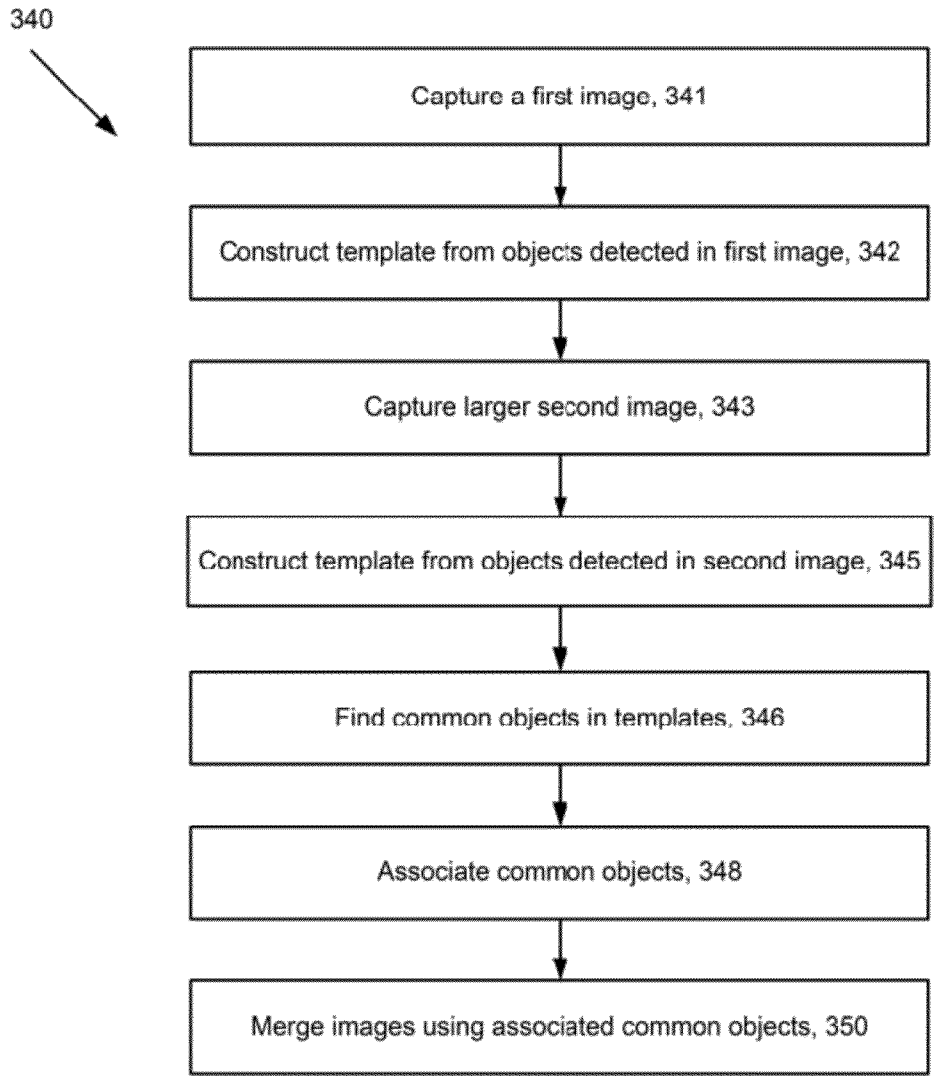 340
Capture a first image, 341
Construct template from objects detected in first image, 342
Capture larger second image, 343
Construct template from objects detected in second image, 345
Find common objects in templates, 346
Associate common objects, 348
Merge images using associated common objects, 350